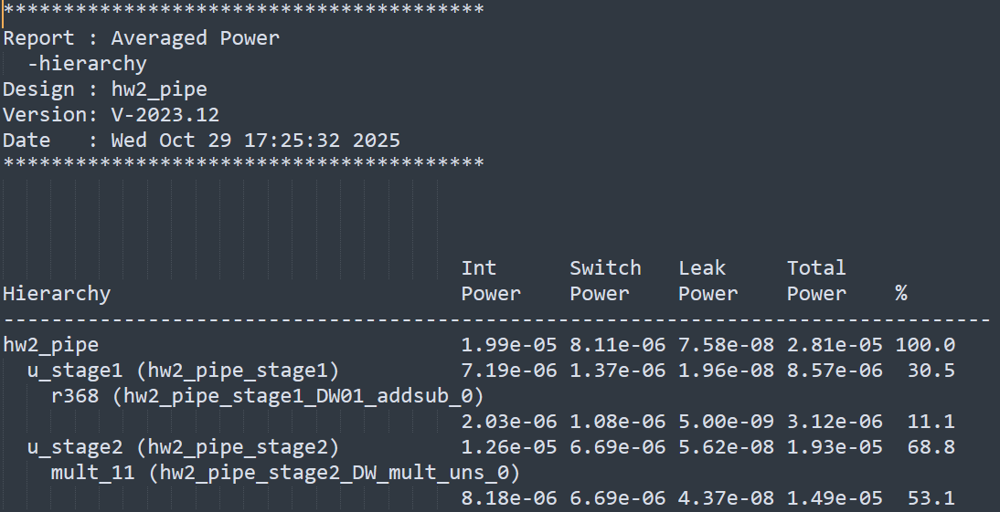 ****************************************
Report : Averaged Power
  -hierarchy
Design : hw2_pipe
Version: V-2023.12
Date   : Wed Oct 29 17:25:32 2025
****************************************
                                      Int      Switch   Leak     Total
Hierarchy                             Power    Power    Power    Power    %
----------------------------------------------------------------------------------
hw2_pipe                              1.99e-05 8.11e-06 7.58e-08 2.81e-05 100.0
  u_stage1 (hw2_pipe_stage1)          7.19e-06 1.37e-06 1.96e-08 8.57e-06  30.5
    r368 (hw2_pipe_stage1_DW01_addsub_0)
                                      2.03e-06 1.08e-06 5.00e-09 3.12e-06  11.1
  u_stage2 (hw2_pipe_stage2)          1.26e-05 6.69e-06 5.62e-08 1.93e-05  68.8
    mult_11 (hw2_pipe_stage2_DW_mult_uns_0)
                                      8.18e-06 6.69e-06 4.37e-08 1.49e-05  53.1